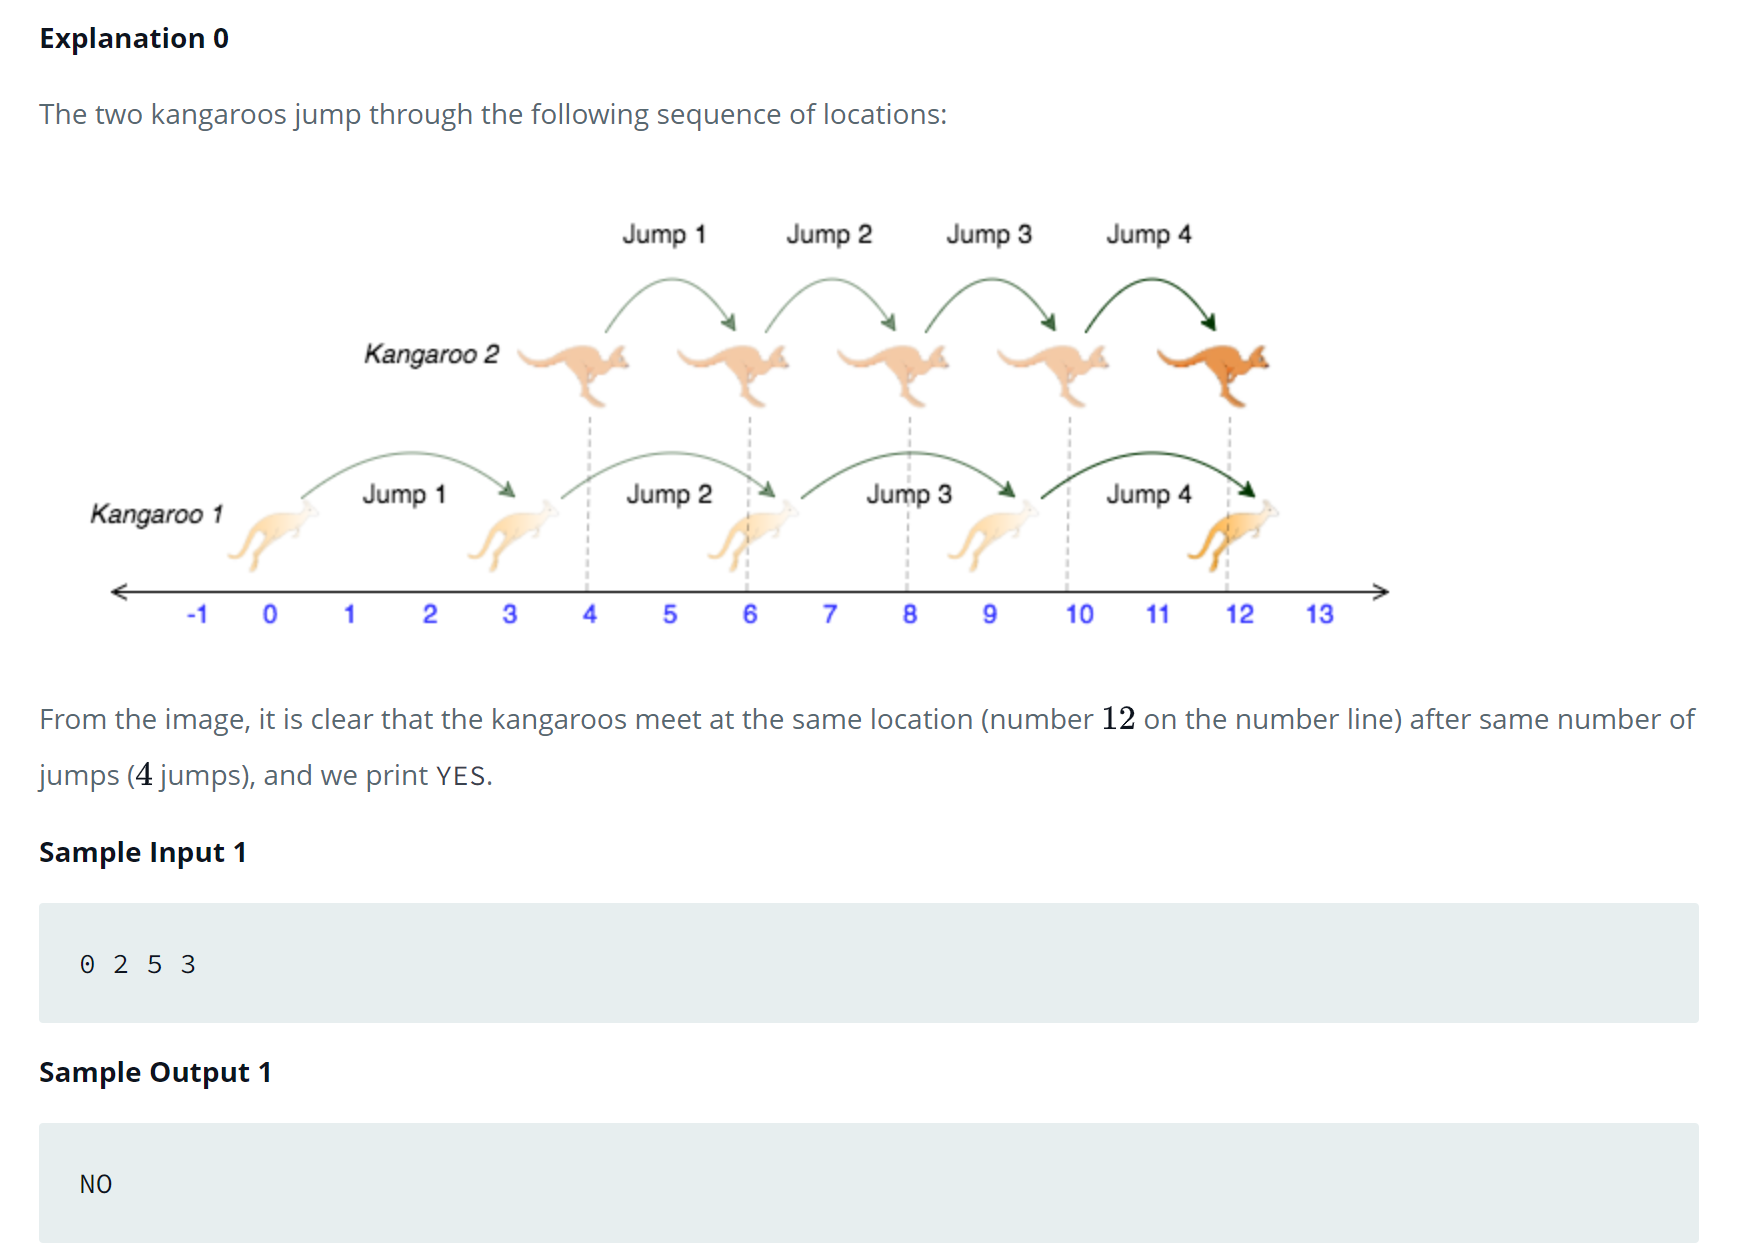 Explanation 0
The two kangaroos jump through the following sequence of locations:
Jump 1 Jump 2 Jump 3 Jump 4
Kangaroo 2
Jump 1 Jump 2 Jump 3 Jump 4
Kangaroo 1
-1 0 1 2 3 4 5 6 7 8 9 10 11 12 13
From the image, it is clear that the kangaroos meet at the same location (number 12 on the number line) after same number of
jumps (4 jumps), and we print YES.
Sample Input 1
0 2 5 3
Sample Output 1
NO